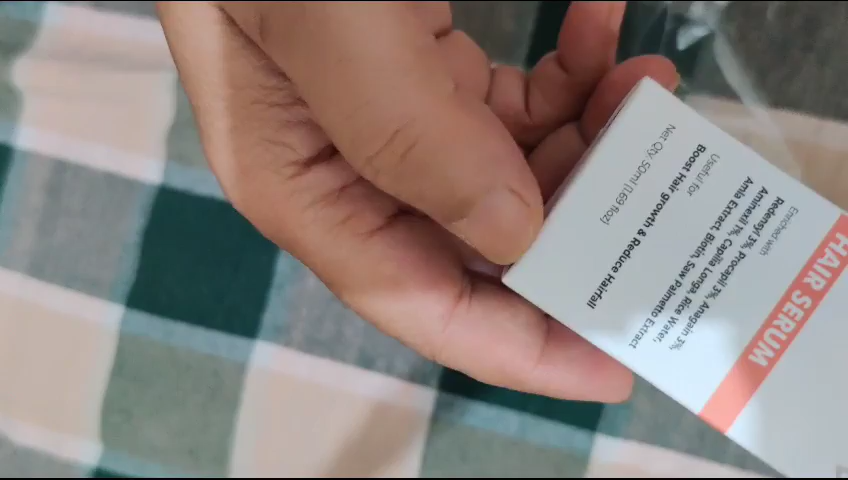 HAIR SERUM
Enriched with
Redensyl 3%, Procapil 3%, Anagain 3%,
Aminexil 1%, Capilia Longa, Rice Water,
Amla Extract, Biotin, Saw Palmetto Extract
Useful for
Boost Hair growth & Reduce Hairfall
Net Qty. 50ml (1.69 floz)